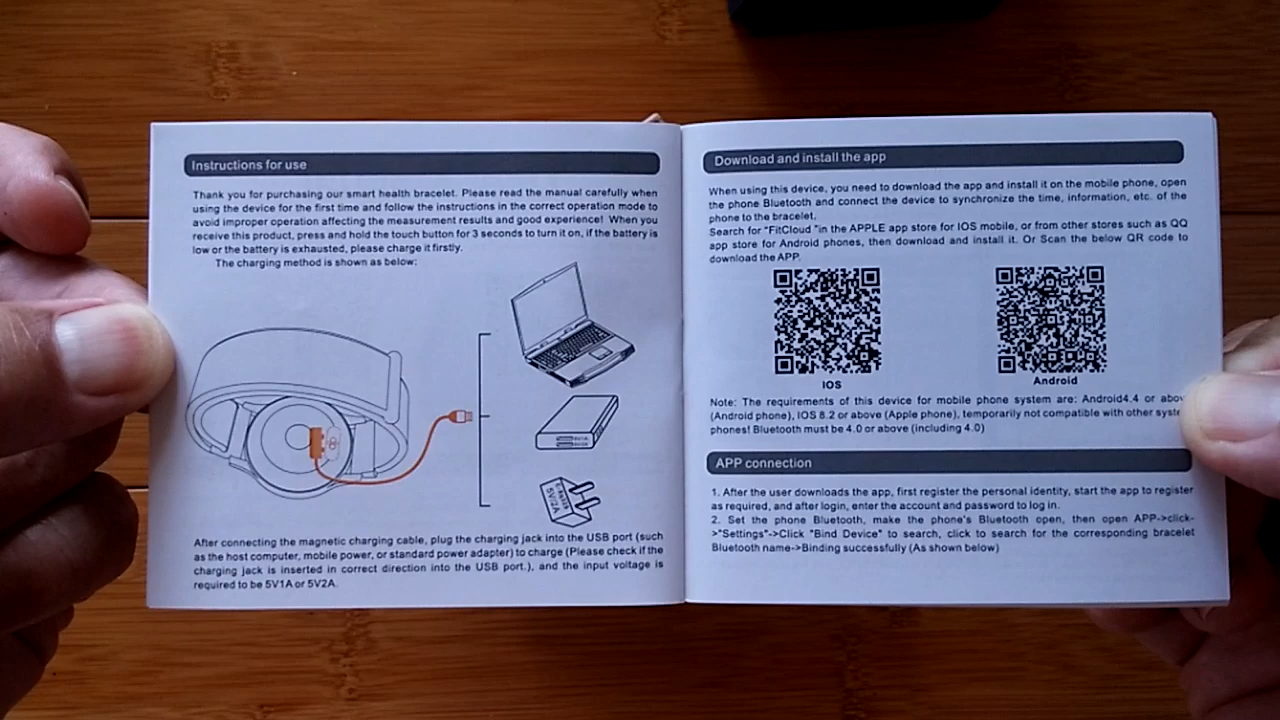 Instructions for use
Thank you for purchasing our smart health bracelet. Please read the manual carefully when
using the device for the first time and follow the instructions in the correct operation mode to
avoid improper operation affecting the measurement results and good experience! When you
receive this product, press and hold the touch button for 3 seconds to turn it on, if the battery is
low or the battery is exhausted, please charge it firstly.
The charging method is shown as below:
5V/2A
After connecting the magnetic charging cable, plug the charging jack into the USB port (such
as the host computer, mobile power, or standard power adapter) to charge (Please check if the
charging jack is inserted in correct direction into the USB port.), and the input voltage is
required to be 5V1A or 5V2A.
Download and install the app
When using this device, you need to download the app and install it on the mobile phone, open
the phone Bluetooth and connect the device to synchronize the time, information, etc. of the
phone to the bracelet.
Search for "FitCloud "in the APPLE app store for IOS mobile, or from other stores such as QQ
app store for Android phones, then download and install it. Or Scan the below QR code to
download the APP.
IOS
Android
Note: The requirements of this device for mobile phone system are: Android4.4 or abov
(Android phone), IOS 8.2 or above (Apple phone), temporarily not compatible with other syste
phones! Bluetooth must be 4.0 or above (including 4.0)
APP connection
1. After the user downloads the app, first register the personal identity, start the app to register
as required, and after login, enter the account and password to log in.
2. Set the phone Bluetooth, make the phone's Bluetooth open, then open APP->click-
>"Settings"->Click "Bind Device" to search, click to search for the corresponding bracelet
Bluetooth name->Binding successfully (As shown below)